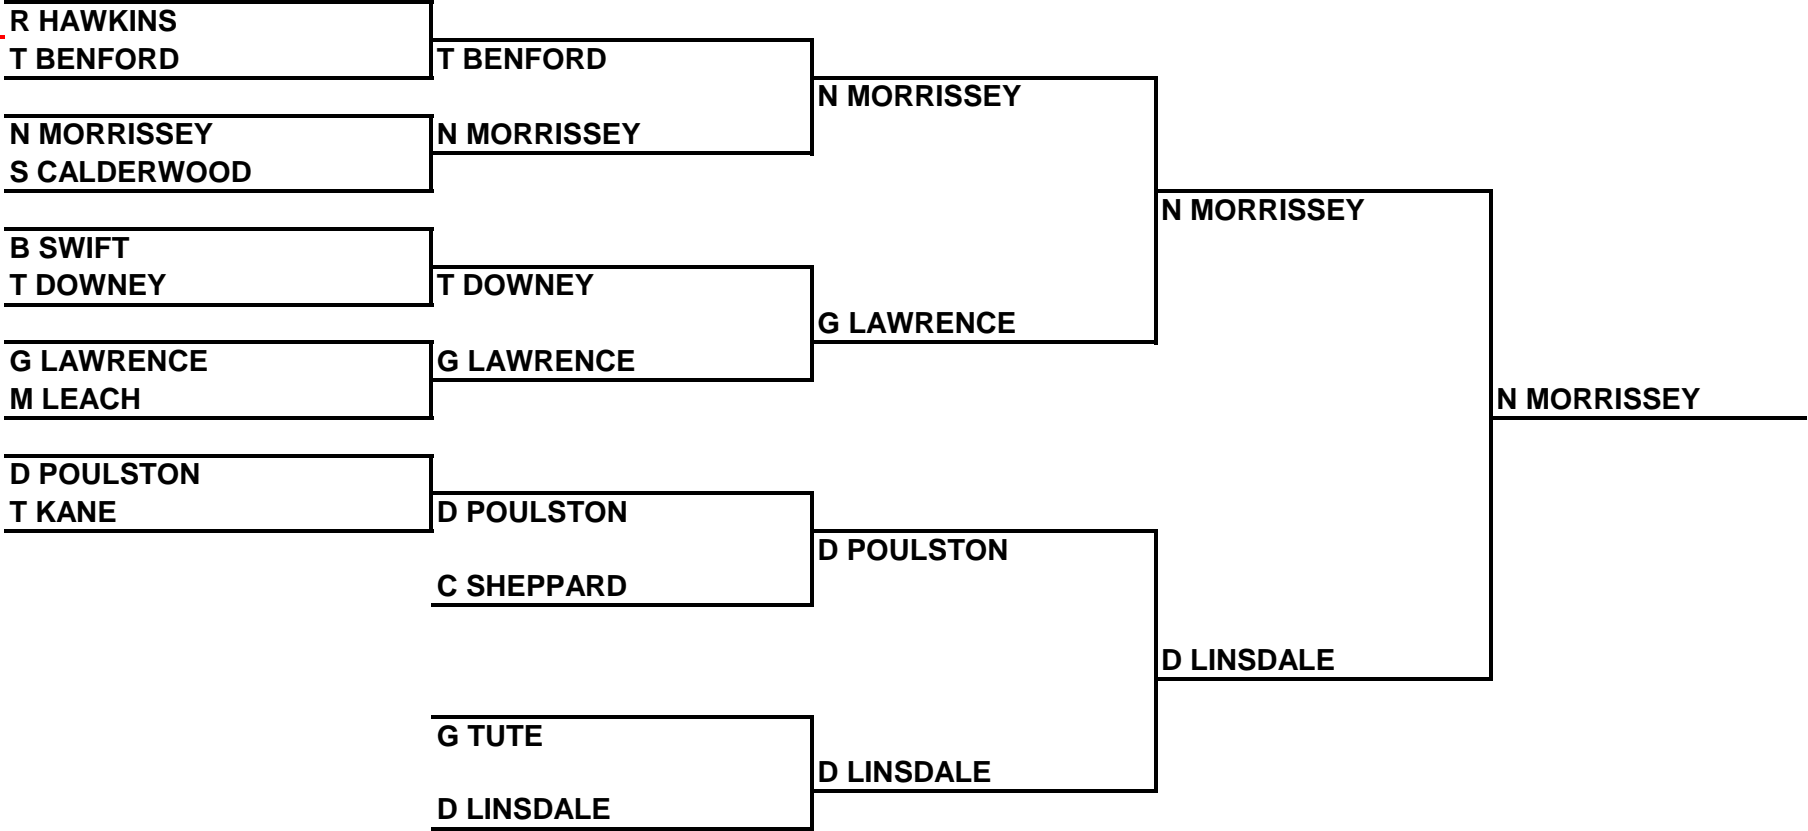 R HAWKINS
T BENFORD
N MORRISSEY
S CALDERWOOD
B SWIFT
T DOWNEY
G LAWRENCE
M LEACH
D POULSTON
T KANE
T BENFORD
N MORRISSEY
T DOWNEY
G LAWRENCE
D POULSTON
C SHEPPARD
G TUTE
D LINSDALE
N MORRISSEY
G LAWRENCE
D POULSTON
D LINSDALE
N MORRISSEY
D LINSDALE
N MORRISSEY